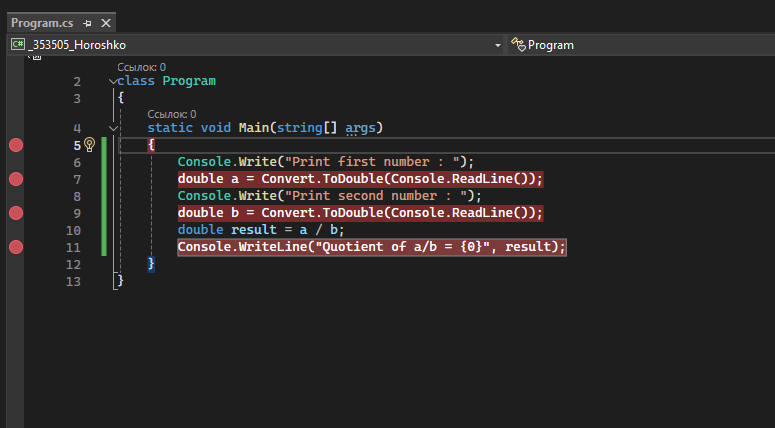 Program.cs
C# _353505_Horoshko Program
Ссылок: 0
2 class Program
3 {
Ссылок: 0
4 static void Main(string[] args)
5 {
6 Console.Write("Print first number : ");
7 double a = Convert.ToDouble(Console.ReadLine());
8 Console.Write("Print second number : ");
9 double b = Convert.ToDouble(Console.ReadLine());
10 double result = a / b;
11 Console.WriteLine("Quotient of a/b = {0}", result);
12 }
13 }